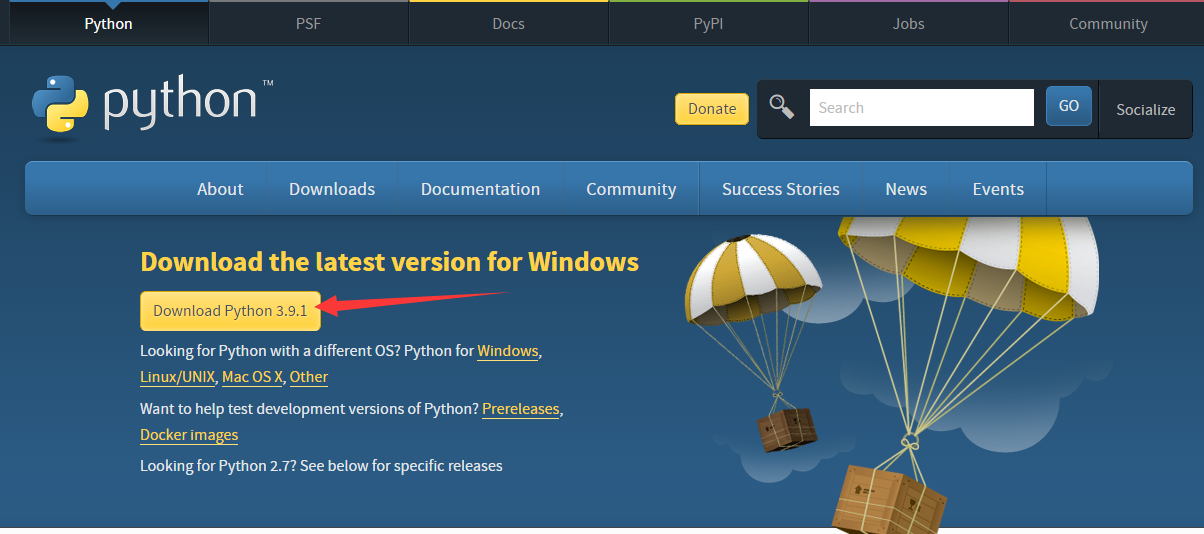 Python PSF Docs PyPI Jobs Community
python™
Donate Search GO Socialize
About Downloads Documentation Community Success Stories News Events
Download the latest version for Windows
Download Python 3.9.1
Looking for Python with a different OS? Python for Windows,
Linux/UNIX, Mac OS X, Other
Want to help test development versions of Python? Prereleases,
Docker images
Looking for Python 2.7? See below for specific releases